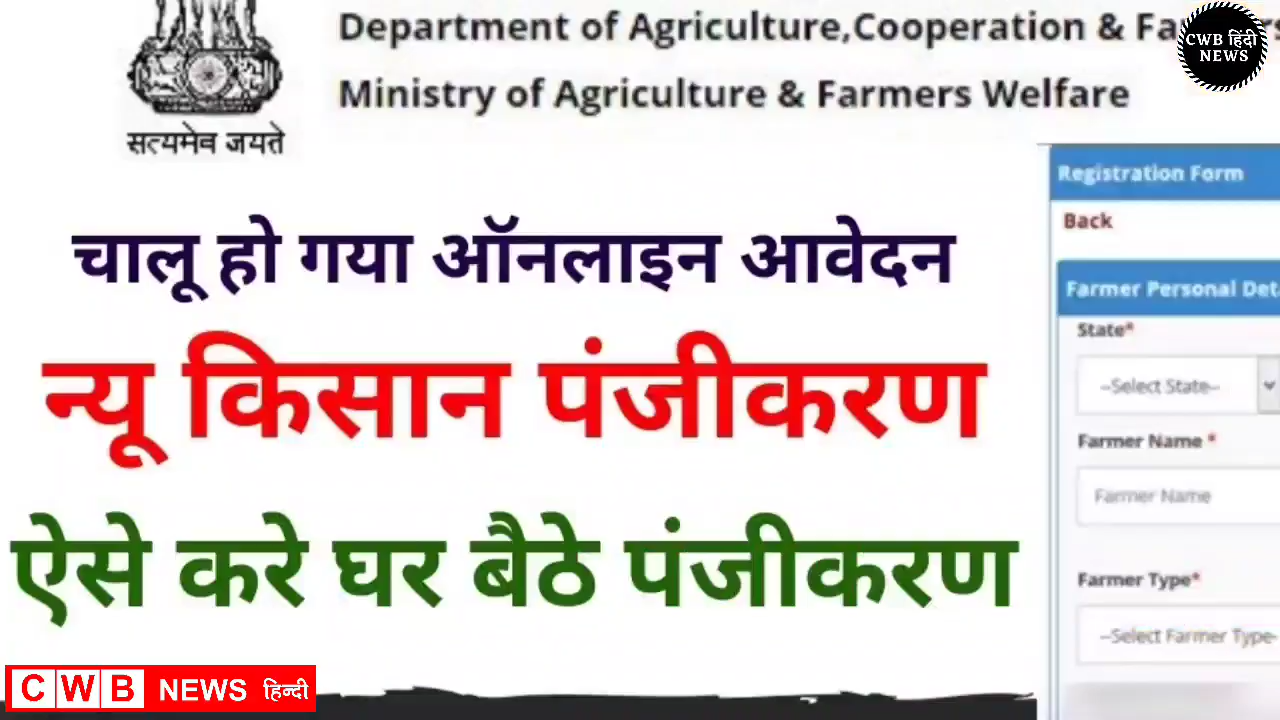 Department of Agriculture,Cooperation &
Ministry of Agriculture & Farmers Welfare
CWB हिंदी
NEWS
सत्यमेव जयते
चालू हो गया ऑनलाइन आवेदन
न्यू किसान पंजीकरण
ऐसे करे घर बैठे पंजीकरण
Registration Form
Back
Farmer Personal
State*
--Select State--
Farmer Name *
Farmer Name
Farmer Type*
--Select Farmer Type-
CWB NEWS हिन्दी